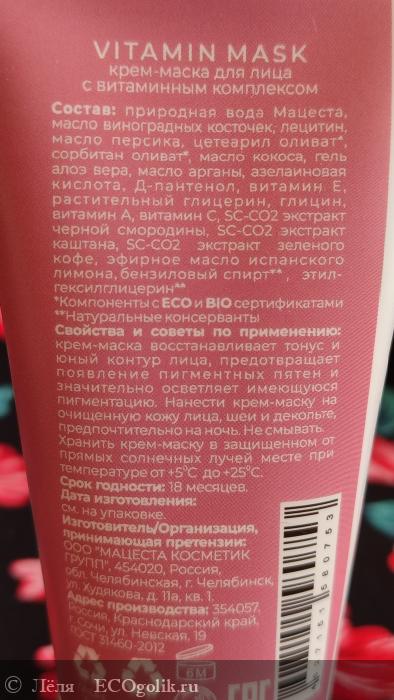 VITAMIN MASK
крем-маска для лица
с витаминным комплексом
Состав: природная вода Мацеста,
масло виноградных косточек, лецитин,
масло персика, цетеарил оливат*,
сорбитан оливат*, масло кокоса, гель
алоэ вера, масло арганы, азелаиновая
кислота, Д-пантенол, витамин Е,
растительный глицерин, глицин,
витамин А, витамин С, SC-CO2 экстракт
черной смородины, SC-CO2 экстракт
каштана, SC-CO2 экстракт зеленого
кофе, эфирное масло испанского
лимона, бензиловый спирт**, этил-
гексилглицерин**
*Компоненты с ECO и BIO сертификатами
**Натуральные консерванты
Свойства и советы по применению:
крем-маска восстанавливает тонус и
юный контур лица, предотвращает
появление пигментных пятен и
значительно осветляет имеющуюся
пигментацию. Нанести крем-маску на
очищенную кожу лица, шеи и декольте,
предпочтительно на ночь. Не смывать.
Хранить крем-маску в защищенном от
прямых солнечных лучей месте при
температуре от +5°С до +25°С.
Срок годности: 18 месяцев.
Дата изготовления:
см. на упаковке.
Изготовитель/Организация,
принимающая претензии:
ООО "МАЦЕСТА КОСМЕТИК
ГРУПП", 454020, Россия,
обл. Челябинская, г. Челябинск,
ул. Худякова, д. 11а, кв. 1.
Адрес производства: 354057,
Россия, Краснодарский край,
г. Сочи, ул. Невская, 19
ГОСТ 31460-2012
6М
EAC
© Лёля ECOgolik.ru